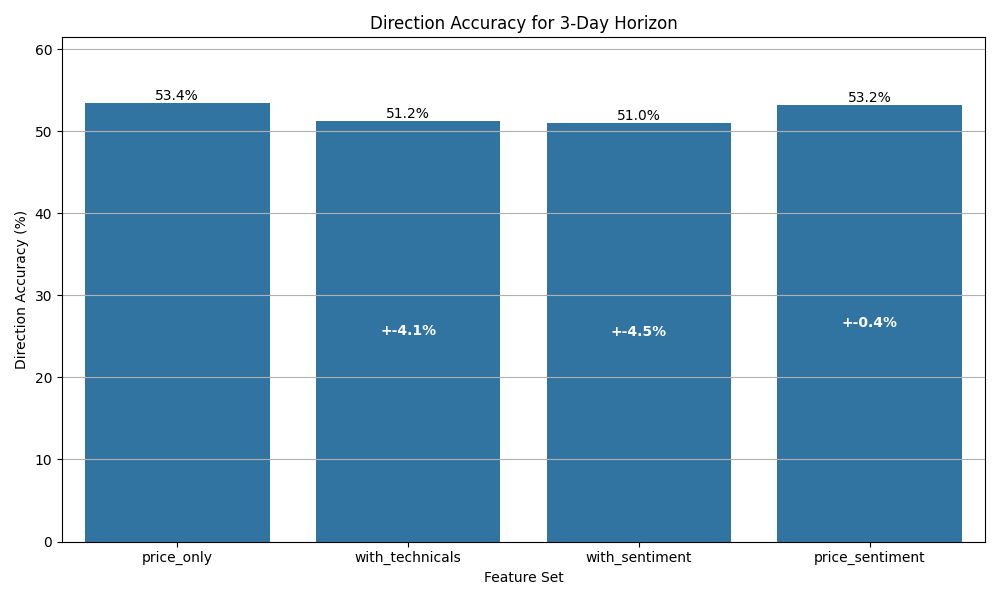 Direction Accuracy for 3-Day Horizon
Direction Accuracy (%)
60
50
40
30
20
10
0
53.4%
51.2%
51.0%
53.2%
+-4.1%
+-4.5%
+-0.4%
price_only
with_technicals
with_sentiment
price_sentiment
Feature Set